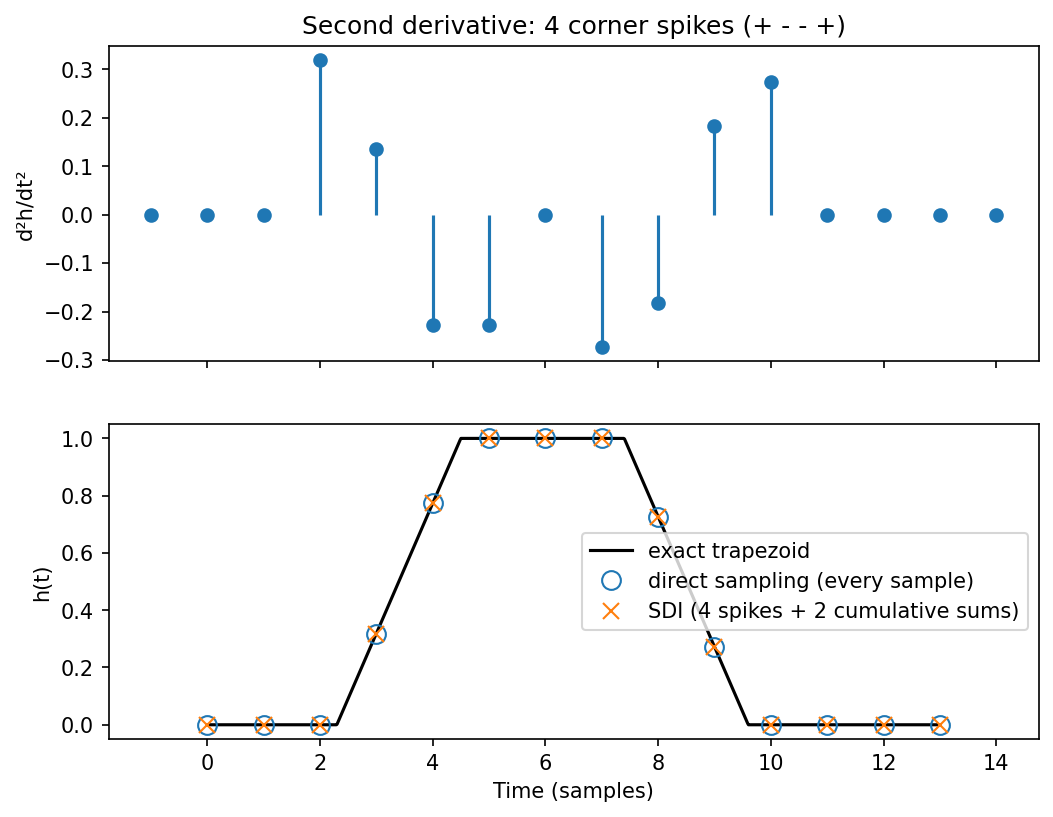 Second derivative: 4 corner spikes (+ - - +)
0.3
0.2
0.1
0.0
−0.1
−0.2
−0.3
d²h/dt²
1.0
0.8
0.6
0.4
0.2
0.0
h(t)
exact trapezoid
direct sampling (every sample)
SDI (4 spikes + 2 cumulative sums)
0 2 4 6 8 10 12 14
Time (samples)